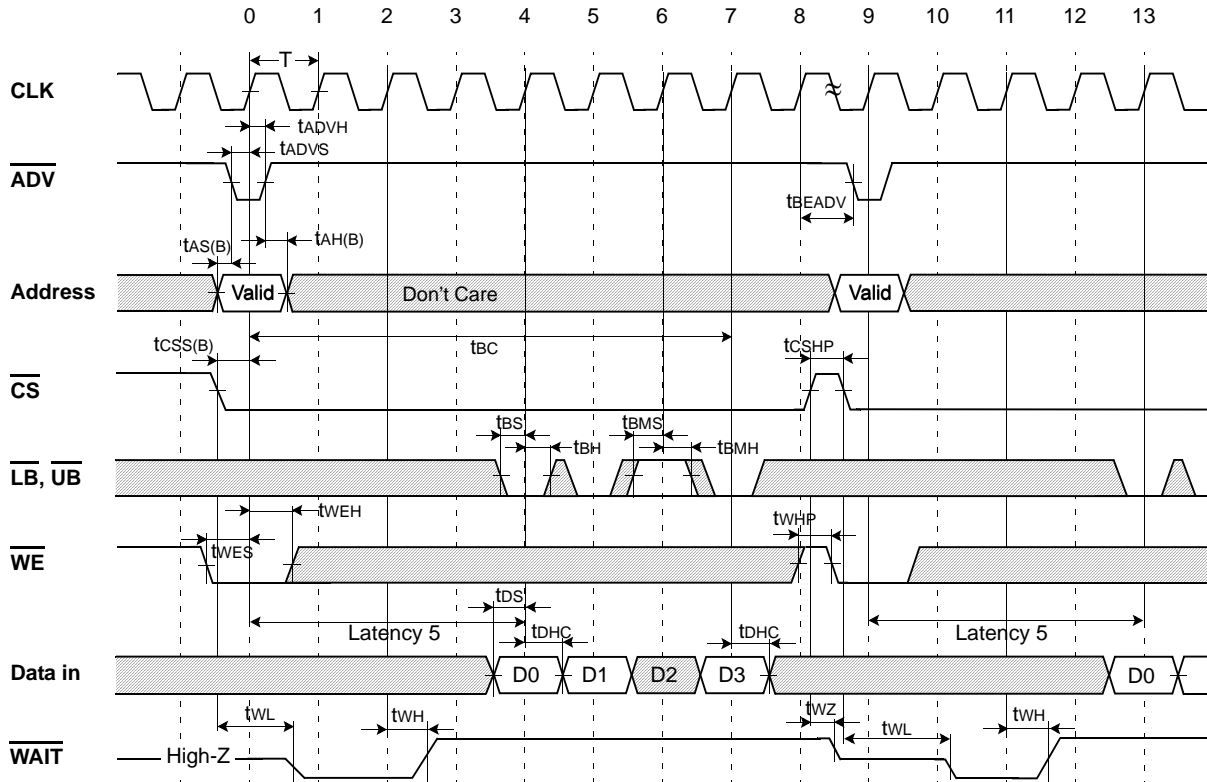 0 1 2 3 4 5 6 7 8 9 10 11 12 13
T
CLK
tADVH
tADVS
ADV
tBEADV
tAS(B) tAH(B)
Address Valid Don't Care Valid
tCSS(B) tBC tCSHP
CS
tBS tBMS
tBH tBMH
LB, UB
tWEH tWHP
tWES
WE
tDS
Latency 5 tDHC tDHC Latency 5
Data in D0 D1 D2 D3 D0
tWL tWH tWZ tWL tWH
WAIT High-Z